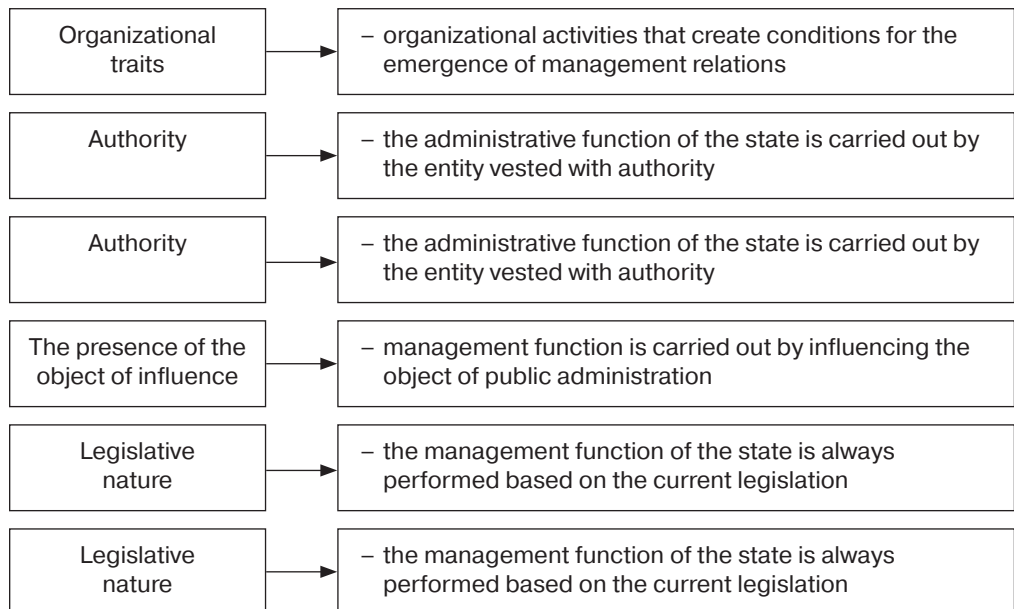 Organizational
traits
– organizational activities that create conditions for the
emergence of management relations
Authority
– the administrative function of the state is carried out by
the entity vested with authority
Authority
– the administrative function of the state is carried out by
the entity vested with authority
The presence of the
object of influence
– management function is carried out by influencing the
object of public administration
Legislative
nature
– the management function of the state is always
performed based on the current legislation
Legislative
nature
– the management function of the state is always
performed based on the current legislation